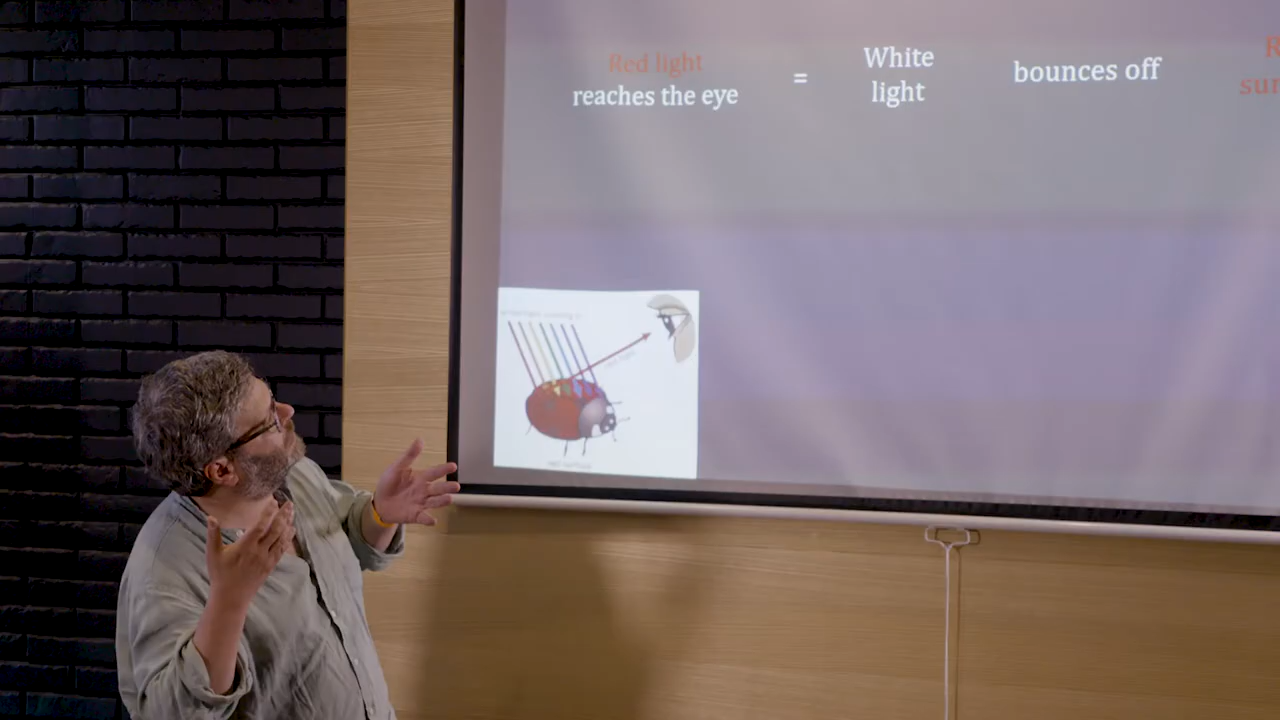 Red light
reaches the eye
=
White
light
bounces off